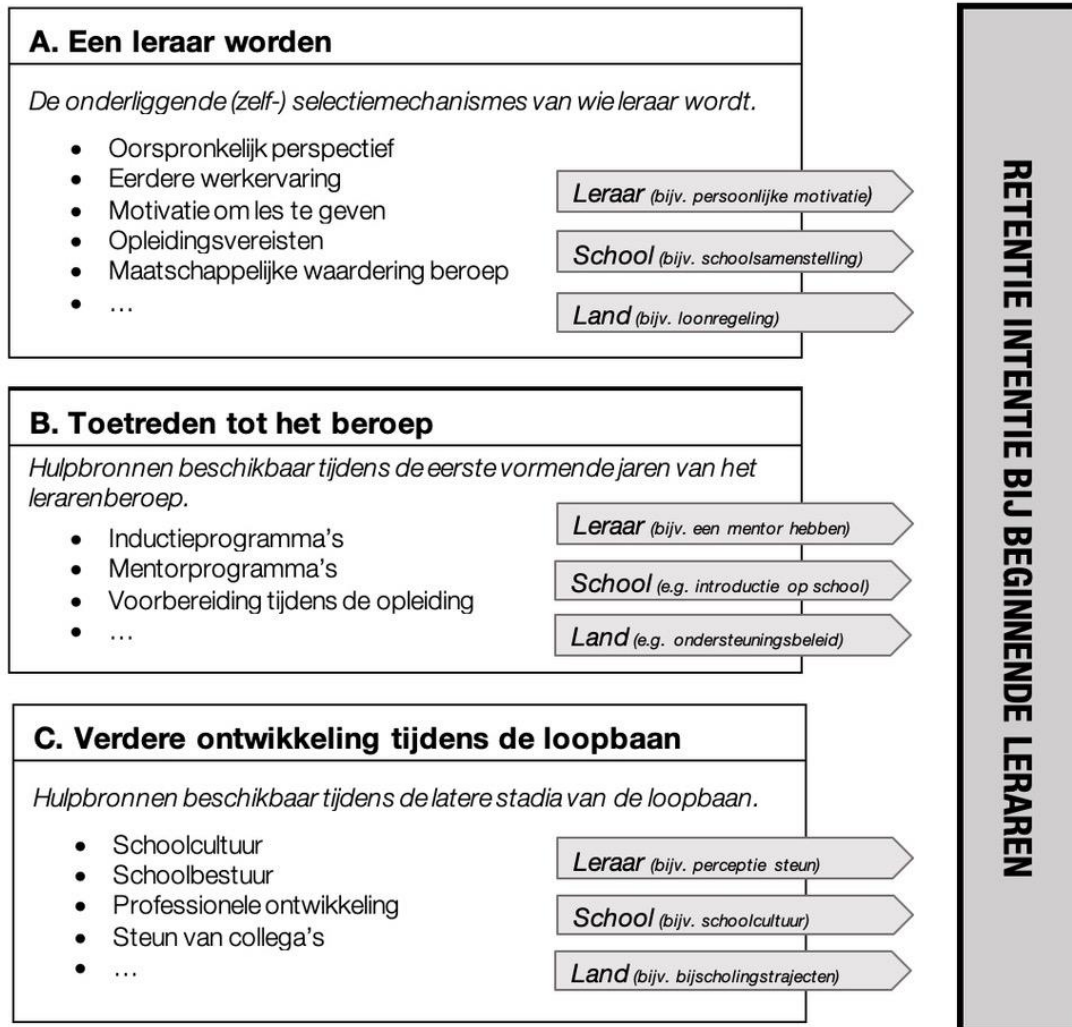 A. Een leraar worden
De onderliggende (zelf-) selectiemechanismes van wie leraar wordt.
• Oorspronkelijk perspectief
• Eerdere werkervaring
• Motivatie om les te geven
• Opleidingsvereisten
• Maatschappelijke waardering beroep
• …
Leraar (bijv. persoonlijke motivatie)
School (bijv. schoolsamenstelling)
Land (bijv. loonregeling)
B. Toetreden tot het beroep
Hulpbronnen beschikbaar tijdens de eerste vormende jaren van het
lerarenberoep.
• Inductieprogramma's
• Mentorprogramma's
• Voorbereiding tijdens de opleiding
• …
Leraar (bijv. een mentor hebben)
School (e.g. introductie op school)
Land (e.g. ondersteuningsbeleid)
C. Verdere ontwikkeling tijdens de loopbaan
Hulpbronnen beschikbaar tijdens de latere stadia van de loopbaan.
• Schoolcultuur
• Schoolbestuur
• Professionele ontwikkeling
• Steun van collega's
• …
Leraar (bijv. perceptie steun)
School (bijv. schoolcultuur)
Land (bijv. bijscholingstrajecten)
RETENTIE INTENTIE BIJ BEGINNENDE LERAREN